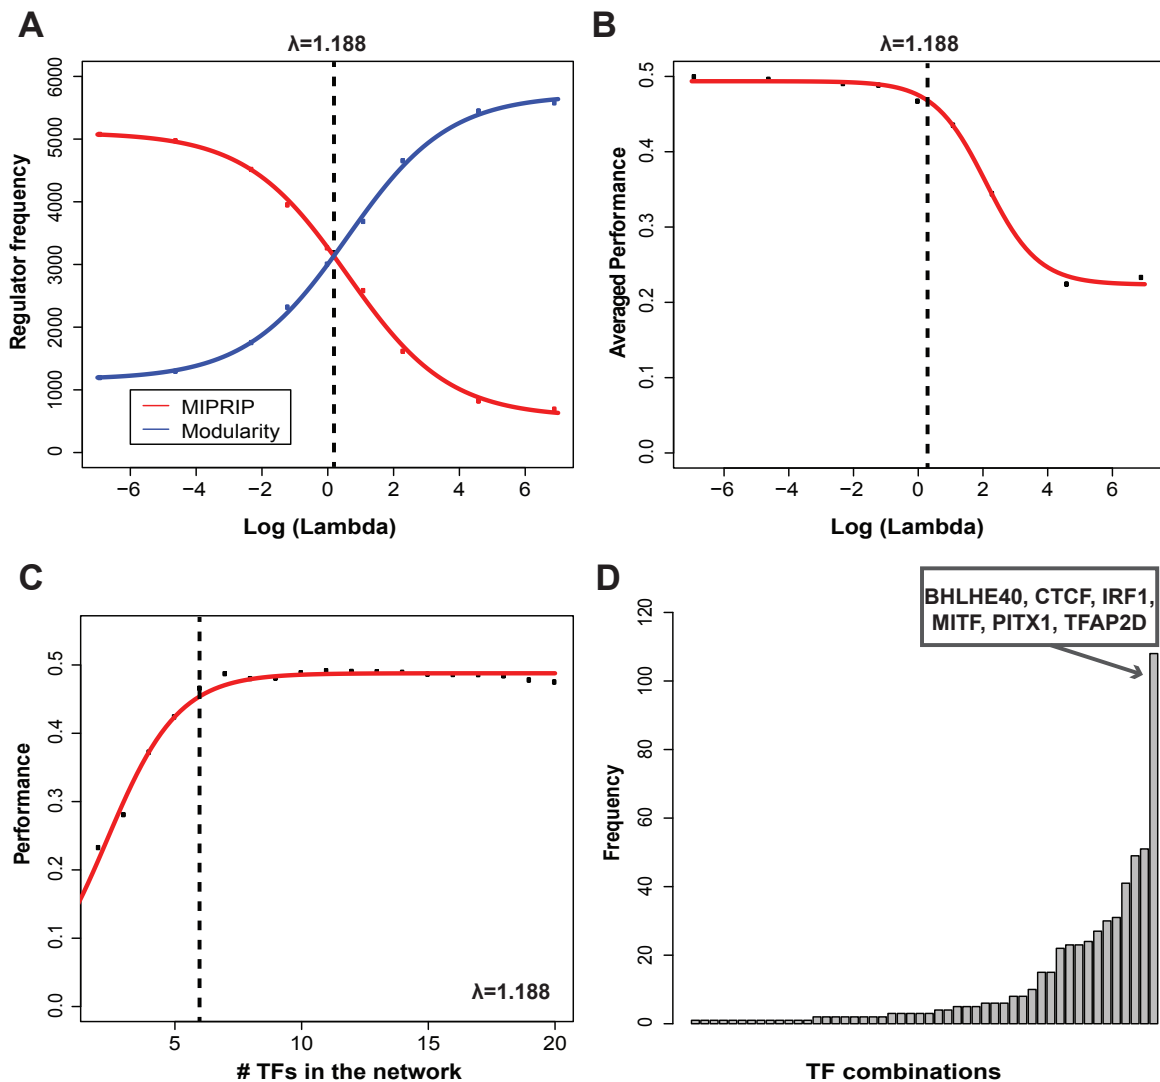 A
λ=1.188
Regulator frequency
6000
5000
4000
3000
2000
1000
0
MIPRIP
Modularity
−6 −4 −2 0 2 4 6
Log (Lambda)
B
λ=1.188
Averaged Performance
0.5
0.4
0.3
0.2
0.1
0.0
−6 −4 −2 0 2 4 6
Log (Lambda)
C
Performance
0.5
0.4
0.3
0.2
0.1
0.0
λ=1.188
5 10 15 20
# TFs in the network
D
BHLHE40, CTCF, IRF1,
MITF, PITX1, TFAP2D
Frequency
120
100
80
60
40
20
0
TF combinations